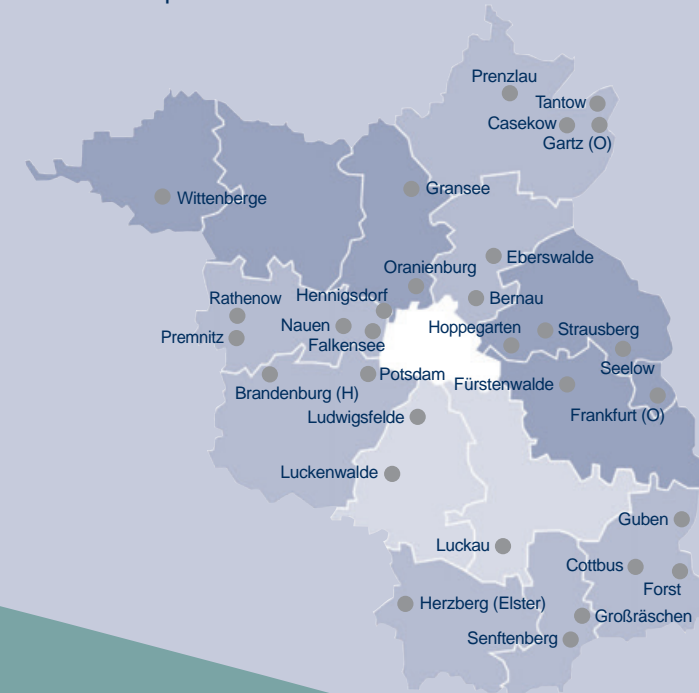 Prenzlau
Tantow
Casekow
Gartz (O)
Gransee
Wittenberge
Eberswalde
Oranienburg
Rathenow
Hennigsdorf
Bernau
Nauen
Hoppegarten
Strausberg
Premnitz
Falkensee
Seelow
Potsdam
Fürstenwalde
Brandenburg (H)
Ludwigsfelde
Frankfurt (O)
Luckenwalde
Guben
Luckau
Cottbus
Forst
Herzberg (Elster)
Großräschen
Senftenberg